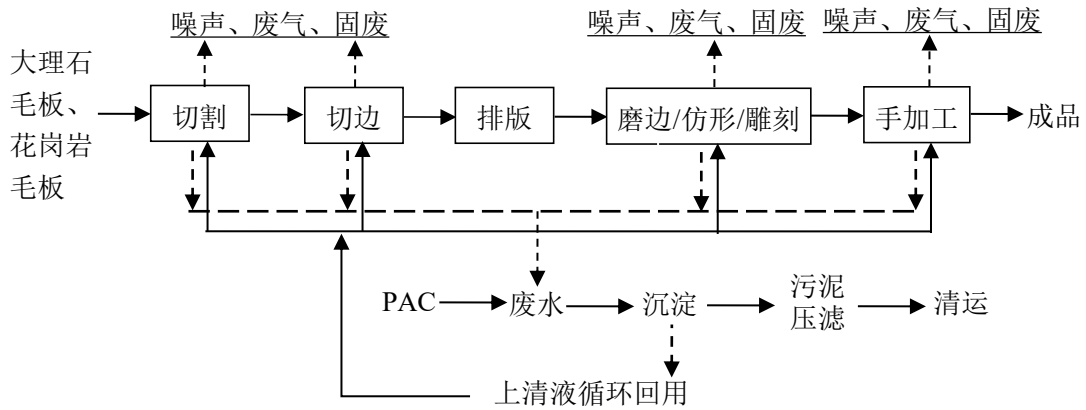 噪声、废气、固废
噪声、废气、固废
噪声、废气、固废
大理石
毛板、
花岗岩
毛板
切割
切边
排版
磨边/仿形/雕刻
手加工
成品
PAC
废水
沉淀
污泥
压滤
清运
上清液循环回用